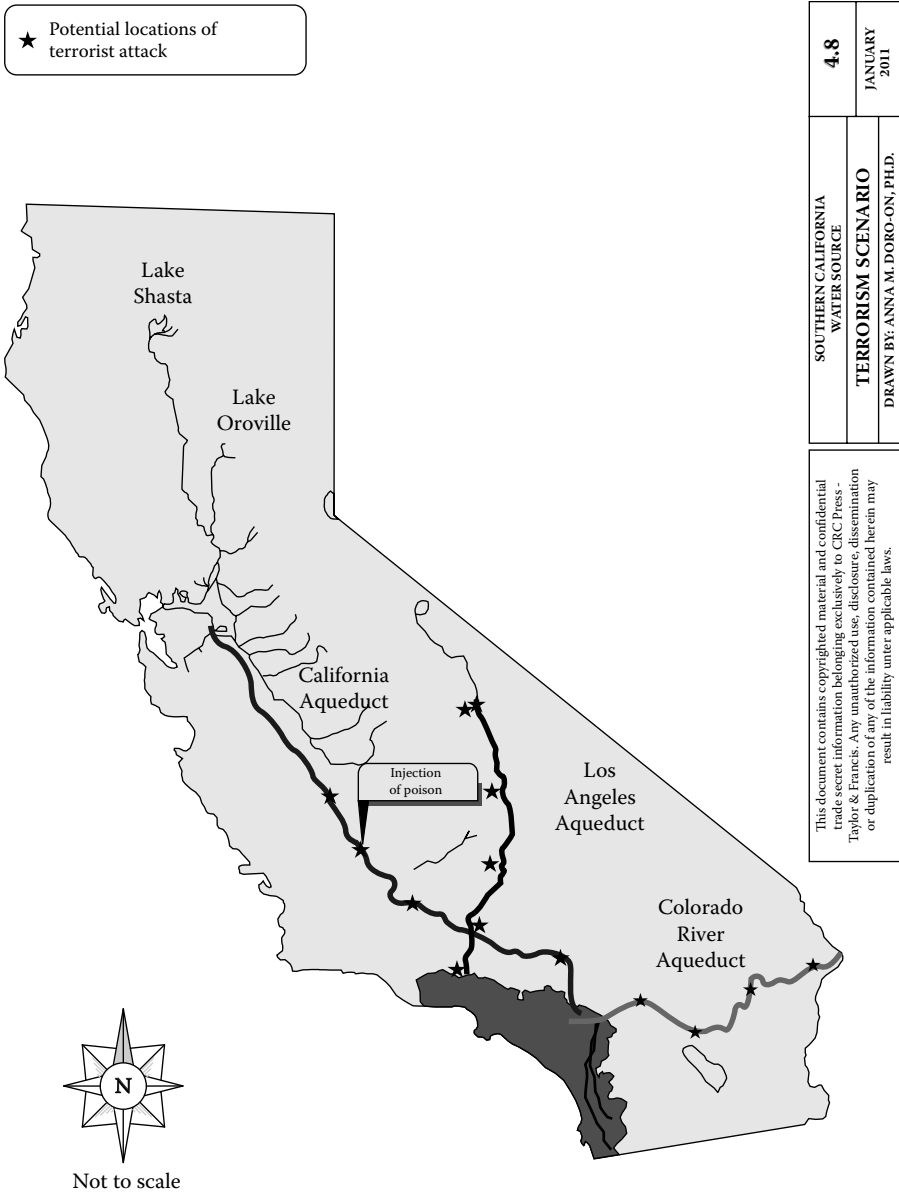 Potential locations of
terrorist attack
4.8
JANUARY
2011
SOUTHERN CALIFORNIA
WATER SOURCE
TERRORISM SCENARIO
DRAWN BY: ANNA M. DORO-ON, PH.D.
Lake
Shasta
Lake
Oroville
California
Aqueduct
Injection
of poison
Los
Angeles
Aqueduct
Colorado
River
Aqueduct
This document contains copyrighted material and confidential
trade secret information belonging exclusively to CRC Press -
Taylor & Francis. Any unauthorized use, disclosure, dissemination
or duplication of any of the information contained herein may
result in liability under applicable laws.
N
Not to scale